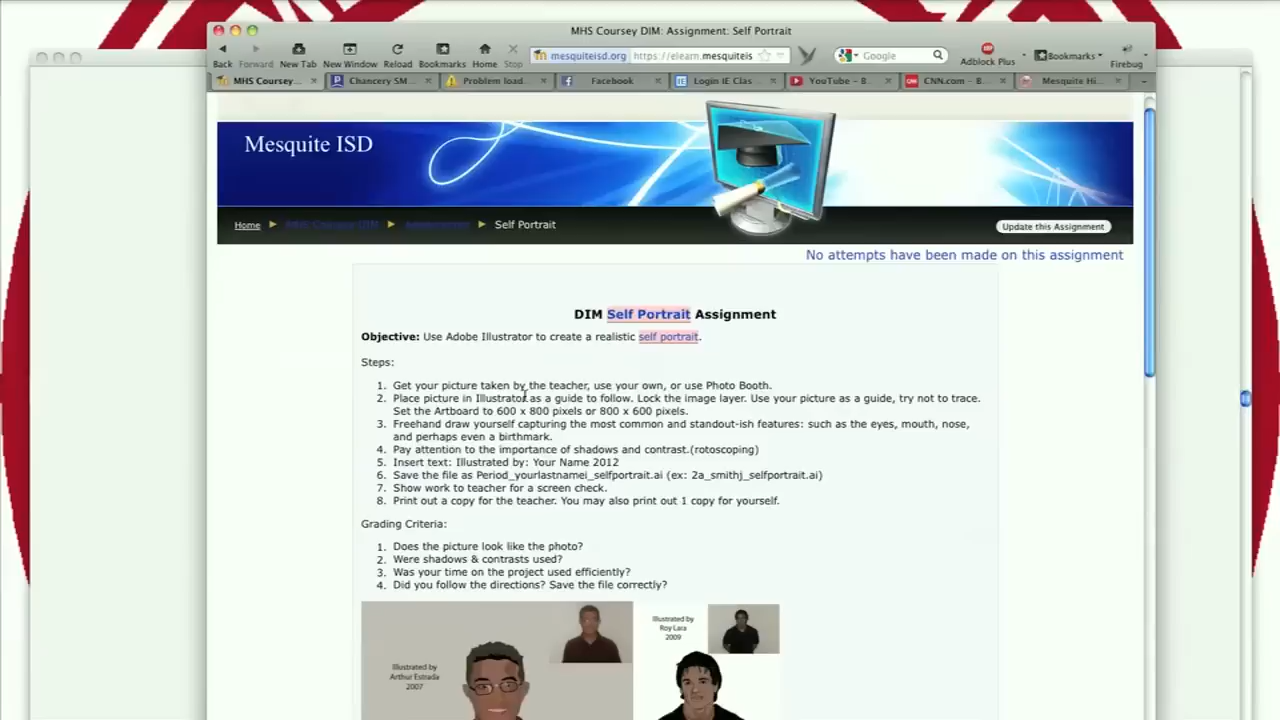 MHS Coursey DIM: Assignment: Self Portrait
Back Forward New Tab New Window Reload Bookmarks Home Stop mesquiteisd.org https://elearn.mesquiteis Google Adblock Plus Bookmarks Firebug
MHS Coursey... Chancery SM... Problem load... Facebook Login IE Clas... YouTube – B... CNN.com – B... Mesquite Hi...
Mesquite ISD
Home MHS Coursey DIM Self Portrait Update this Assignment
No attempts have been made on this assignment
DIM Self Portrait Assignment
Objective: Use Adobe Illustrator to create a realistic self portrait.
Steps:
1. Get your picture taken by the teacher, use your own, or use Photo Booth.
2. Place picture in Illustrator as a guide to follow. Lock the image layer. Use your picture as a guide, try not to trace.
Set the Artboard to 600 x 800 pixels or 800 x 600 pixels.
3. Freehand draw yourself capturing the most common and standout-ish features: such as the eyes, mouth, nose,
and perhaps even a birthmark.
4. Pay attention to the importance of shadows and contrast.(rotoscoping)
5. Insert text: Illustrated by: Your Name 2012
6. Save the file as Period_yourlastnamei_selfportrait.ai (ex: 2a_smithj_selfportrait.ai)
7. Show work to teacher for a screen check.
8. Print out a copy for the teacher. You may also print out 1 copy for yourself.
Grading Criteria:
1. Does the picture look like the photo?
2. Were shadows & contrasts used?
3. Was your time on the project used efficiently?
4. Did you follow the directions? Save the file correctly?
Illustrated by
Arthur Estrada
2007
Illustrated by
Roy Lara
2009